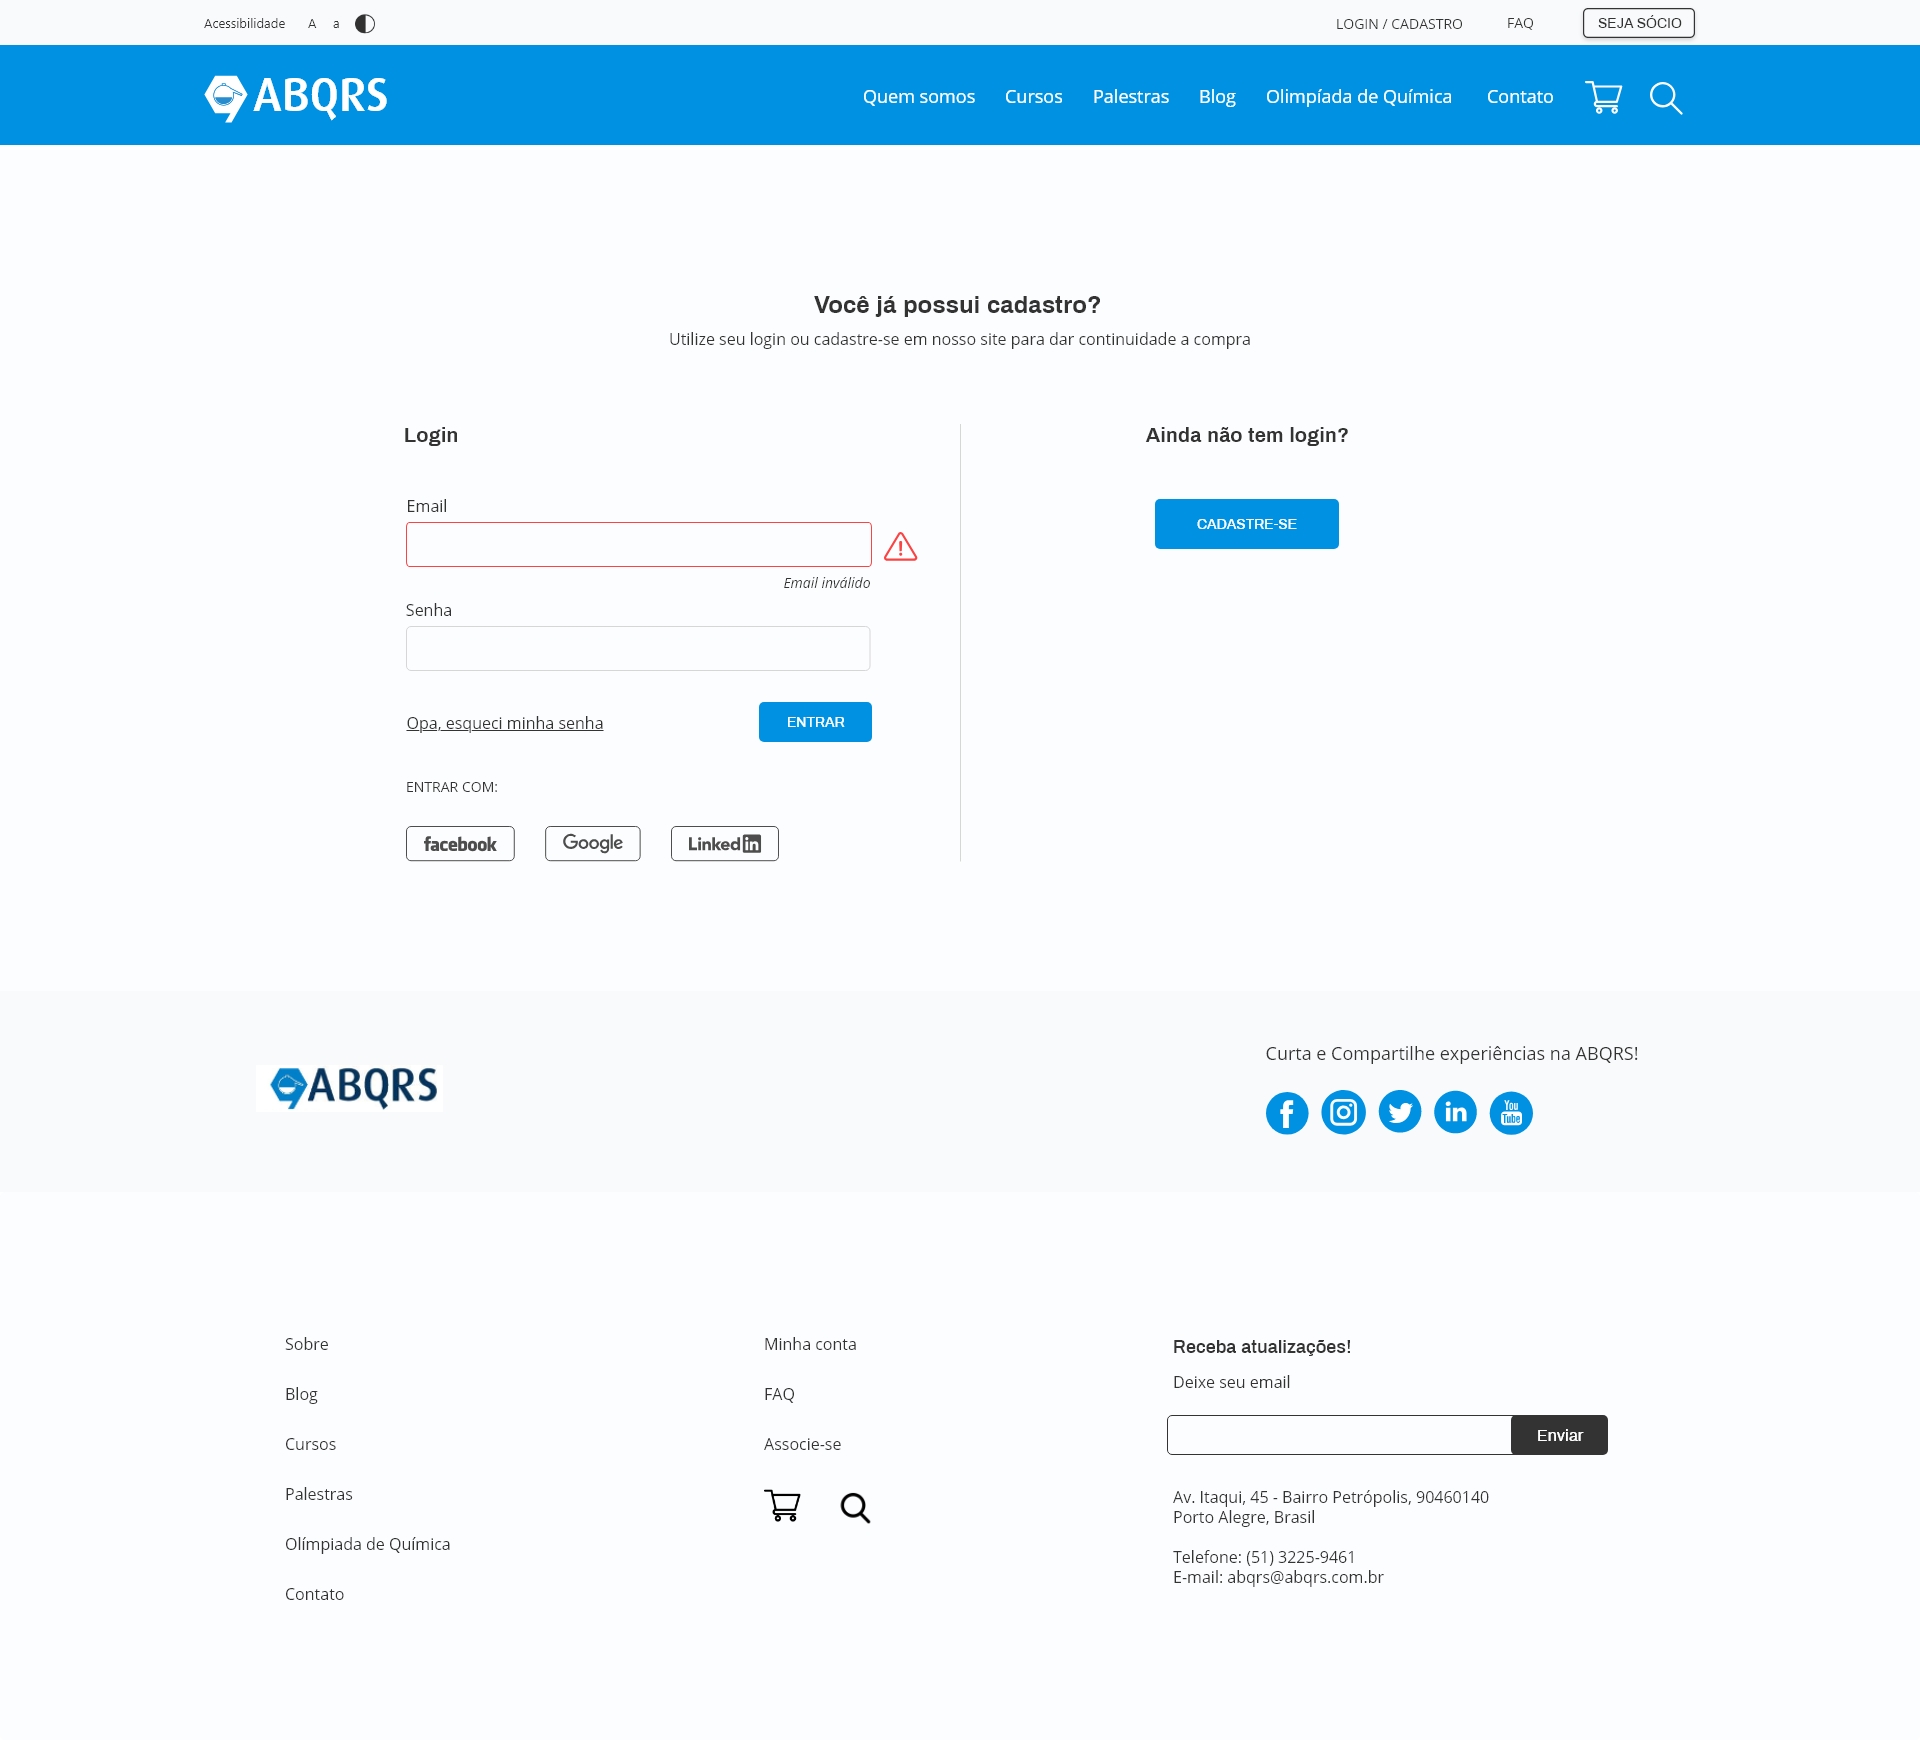 Acessibilidade A a
LOGIN / CADASTRO FAQ SEJA SÓCIO
ABQRS
Quem somos Cursos Palestras Blog Olimpíada de Química Contato
Você já possui cadastro?
Utilize seu login ou cadastre-se em nosso site para dar continuidade a compra
Login
Email
Email inválido
Senha
Opa, esqueci minha senha
ENTRAR
ENTRAR COM:
facebook Google Linkedin
Ainda não tem login?
CADASTRE-SE
ABQRS
Curta e Compartilhe experiências na ABQRS!
f in You Tube
Sobre
Blog
Cursos
Palestras
Olímpiada de Química
Contato
Minha conta
FAQ
Associe-se
Receba atualizações!
Deixe seu email
Enviar
Av. Itaqui, 45 - Bairro Petrópolis, 90460140
Porto Alegre, Brasil
Telefone: (51) 3225-9461
E-mail: abqrs@abqrs.com.br